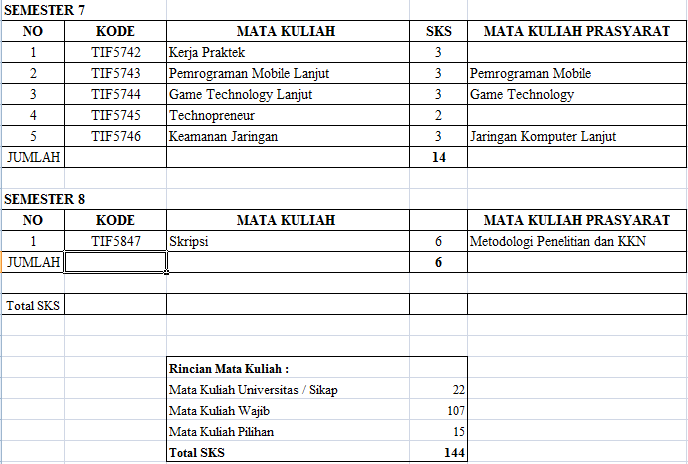 SEMESTER 7
NO KODE MATA KULIAH SKS MATA KULIAH PRASYARAT
1 TIF5742 Kerja Praktek 3
2 TIF5743 Pemrograman Mobile Lanjut 3 Pemrograman Mobile
3 TIF5744 Game Technology Lanjut 3 Game Technology
4 TIF5745 Technopreneur 2
5 TIF5746 Keamanan Jaringan 3 Jaringan Komputer Lanjut
JUMLAH 14
SEMESTER 8
NO KODE MATA KULIAH MATA KULIAH PRASYARAT
1 TIF5847 Skripsi 6 Metodologi Penelitian dan KKN
JUMLAH 6
Total SKS
Rincian Mata Kuliah :
Mata Kuliah Universitas / Sikap 22
Mata Kuliah Wajib 107
Mata Kuliah Pilihan 15
Total SKS 144